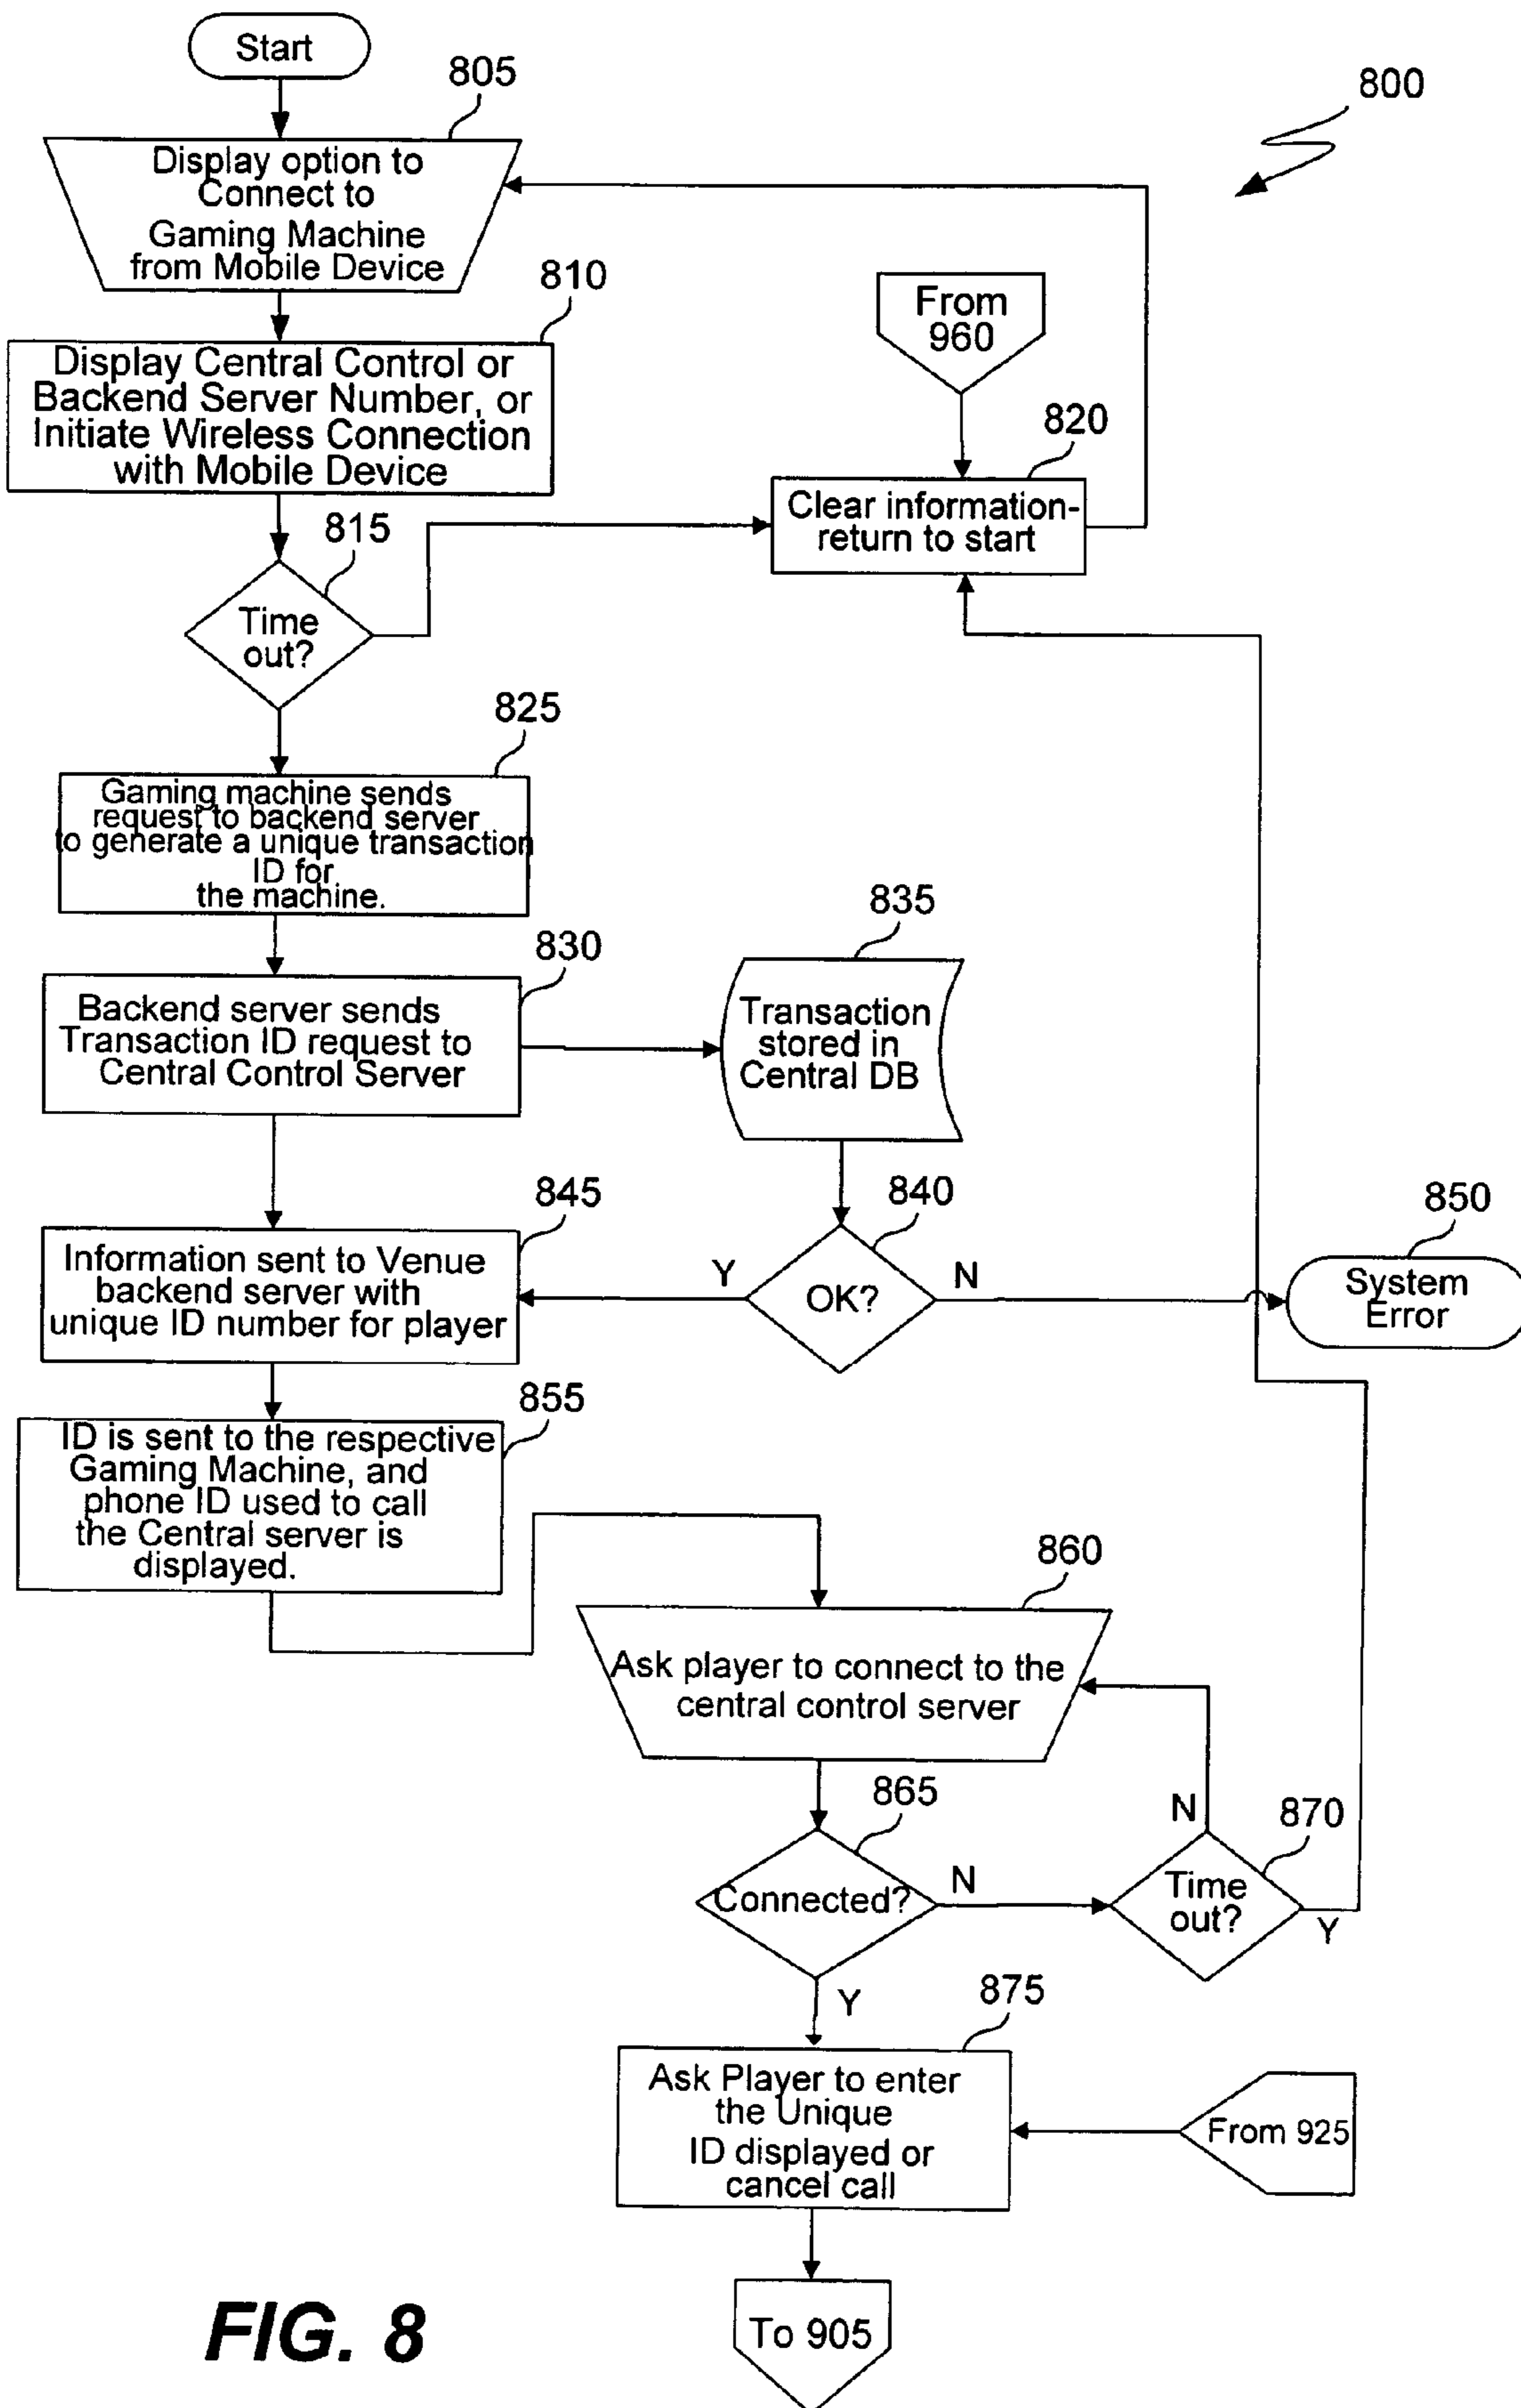 Start
805
800
Display option to
Connect to
Gaming Machine
from Mobile Device
810
From
960
Display Central Control or
Backend Server Number, or
Initiate Wireless Connection
with Mobile Device
820
Clear information-
return to start
815
Time
out?
825
Gaming machine sends
request to backend server
to generate a unique transaction
ID for
the machine.
830
835
Backend server sends
Transaction ID request to
Central Control Server
Transaction
stored in
Central DB
845
840
850
Information sent to Venue
backend server with
unique ID number for player
Y
OK?
N
System
Error
855
ID is sent to the respective
Gaming Machine, and
phone ID used to call
the Central server is
displayed.
860
Ask player to connect to the
central control server
865
N
870
Connected?
N
Time
out?
Y
Y
875
Ask Player to enter
the Unique
ID displayed or
cancel call
From 925
To 905
FIG. 8